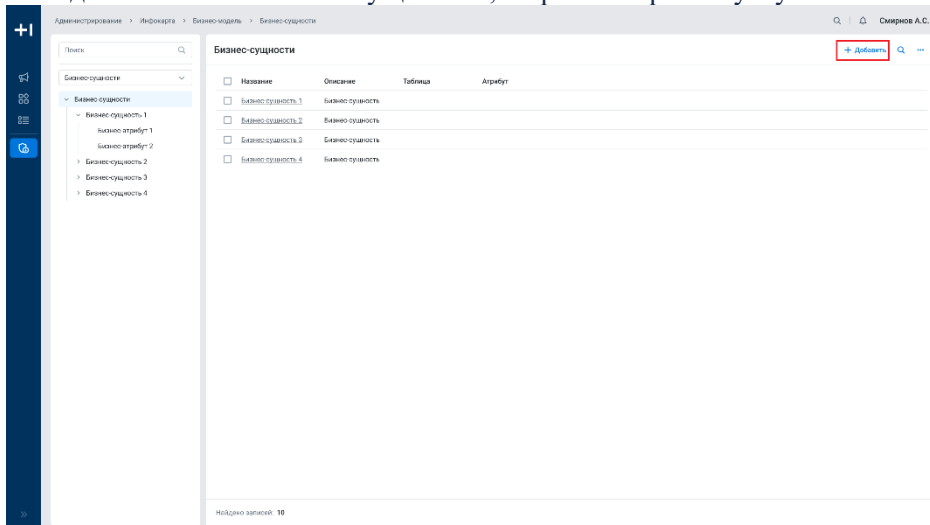 Администрирование > Инфокарта > Бизнес-модель > Бизнес-сущности
Смирнов А.С.
Поиск
Бизнес-сущности
Бизнес-сущности
Бизнес-сущность 1
Бизнес-атрибут 1
Бизнес-атрибут 2
Бизнес-сущность 2
Бизнес-сущность 3
Бизнес-сущность 4
Бизнес-сущности
+ Добавить
Название Описание Таблица Атрибут
Бизнес-сущность 1 Бизнес-сущность
Бизнес-сущность 2 Бизнес-сущность
Бизнес-сущность 3 Бизнес-сущность
Бизнес-сущность 4 Бизнес-сущность
Найдено записей: 10